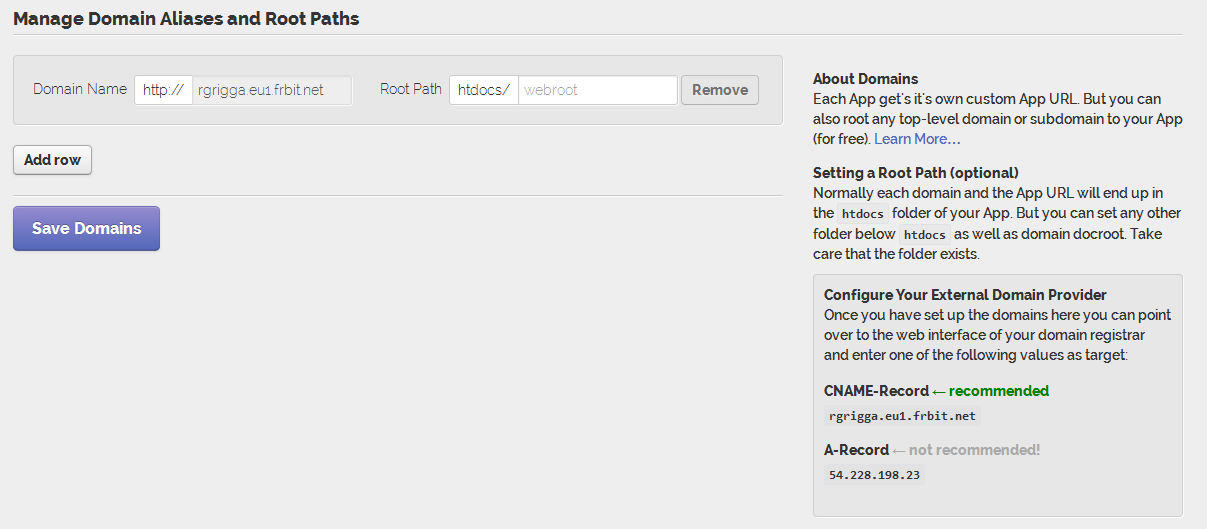 Manage Domain Aliases and Root Paths
Domain Name http:// rgrigga.eu1.frbit.net Root Path htdocs/ webroot Remove
Add row
Save Domains
About Domains
Each App get's it's own custom App URL. But you can
also root any top-level domain or subdomain to your App
(for free). Learn More...
Setting a Root Path (optional)
Normally each domain and the App URL will end up in
the htdocs folder of your App. But you can set any other
folder below htdocs as well as domain docroot. Take
care that the folder exists.
Configure Your External Domain Provider
Once you have set up the domains here you can point
over to the web interface of your domain registrar
and enter one of the following values as target:
CNAME-Record ← recommended
rgrigga.eu1.frbit.net
A-Record ← not recommended!
54.228.198.23